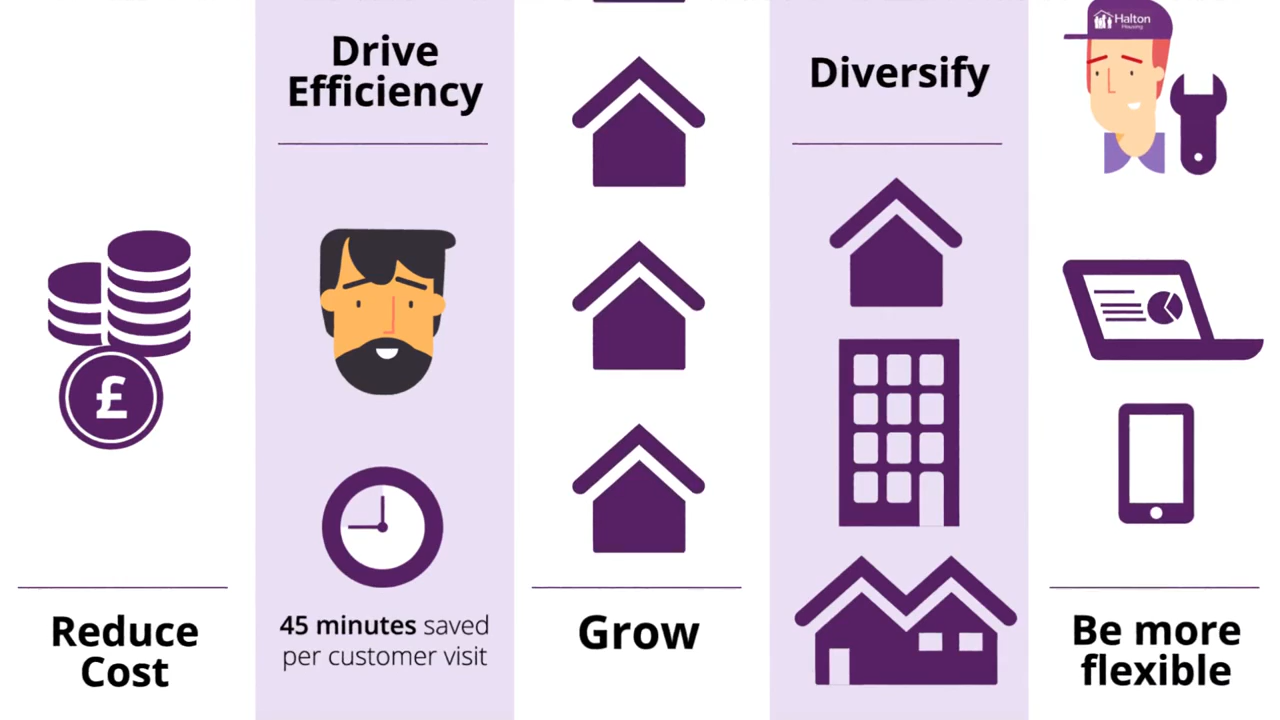 Reduce
Cost
Drive
Efficiency
45 minutes saved
per customer visit
Grow
Diversify
Halton
Housing
Be more
flexible
£